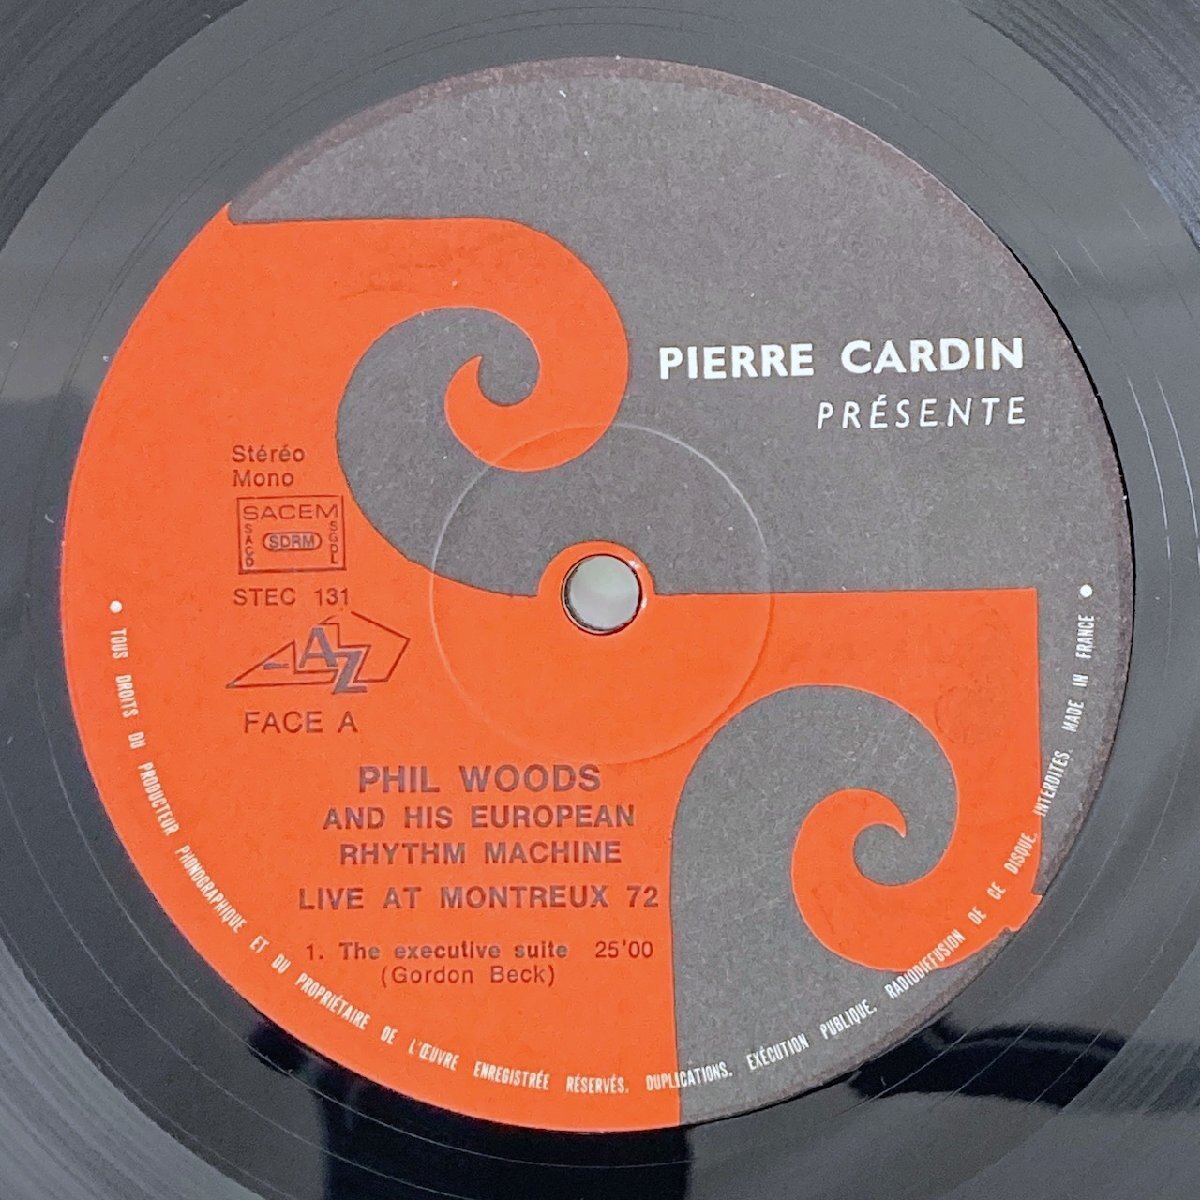 PIERRE CARDIN
PRÉSENTE
Stéréo
Mono
SACEM
SACD
SDRM
SGDL
STEC 131
AZ
FACE A
PHIL WOODS
AND HIS EUROPEAN
RHYTHM MACHINE
LIVE AT MONTREUX 72
1. The executive suite 25'00
(Gordon Beck)
• TOUS DROITS DU PRODUCTEUR PHONOGRAPHIQUE ET DU PROPRIÉTAIRE DE L'ŒUVRE ENREGISTRÉE RÉSERVÉS. DUPLICATIONS. EXÉCUTION PUBLIQUE. RADIODIFFUSION DE CE DISQUE. INTERDITES. MADE IN FRANCE •